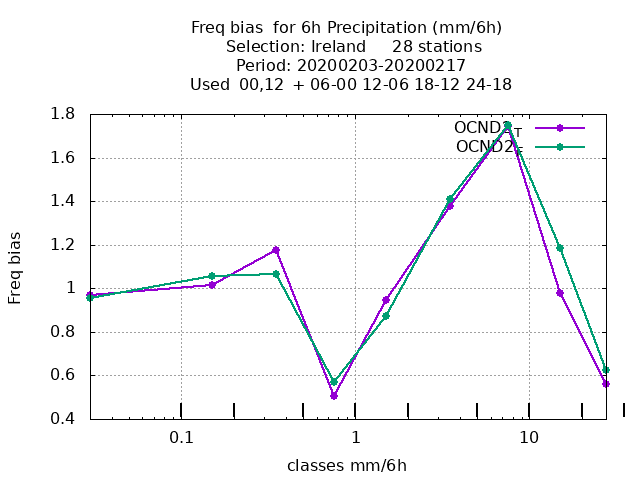 Freq bias  for 6h Precipitation (mm/6h)
Selection: Ireland     28 stations
Period: 20200203-20200217
Used  00,12  + 06-00 12-06 18-12 24-18
1.8
1.6
1.4
1.2
1
0.8
0.6
0.4
Freq bias
0.1
1
10
classes mm/6h